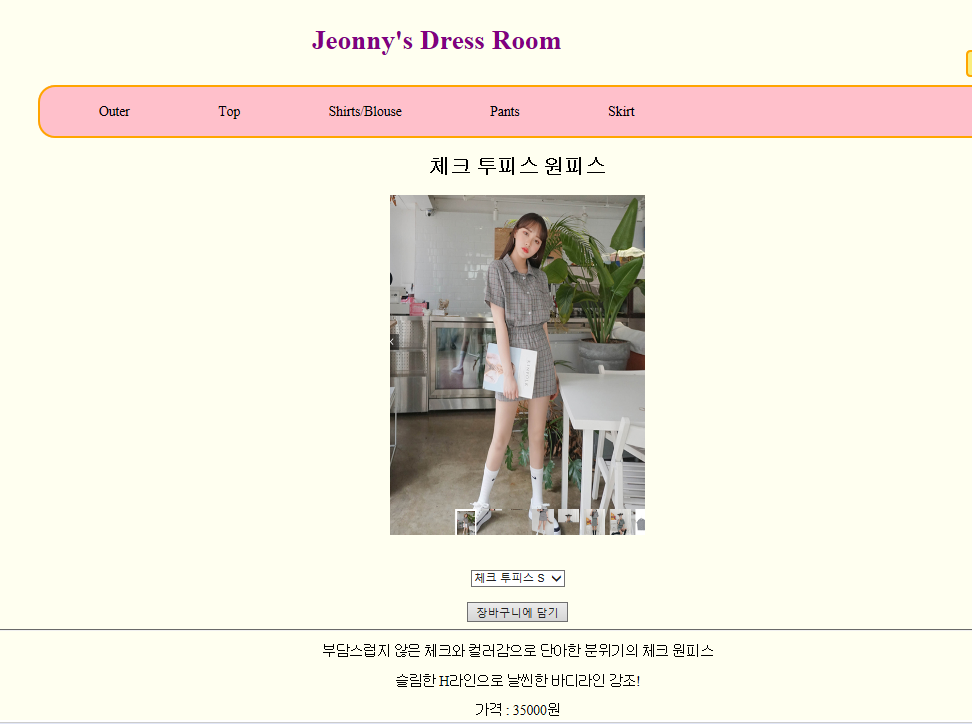 Jeonny's Dress Room
Outer Top Shirts/Blouse Pants Skirt
체크 투피스 원피스
체크 투피스 S
장바구니에 담기
부담스럽지 않은 체크와 컬러감으로 단아한 분위기의 체크 원피스
슬림한 H라인으로 날씬한 바디라인 강조!
가격 : 35000원